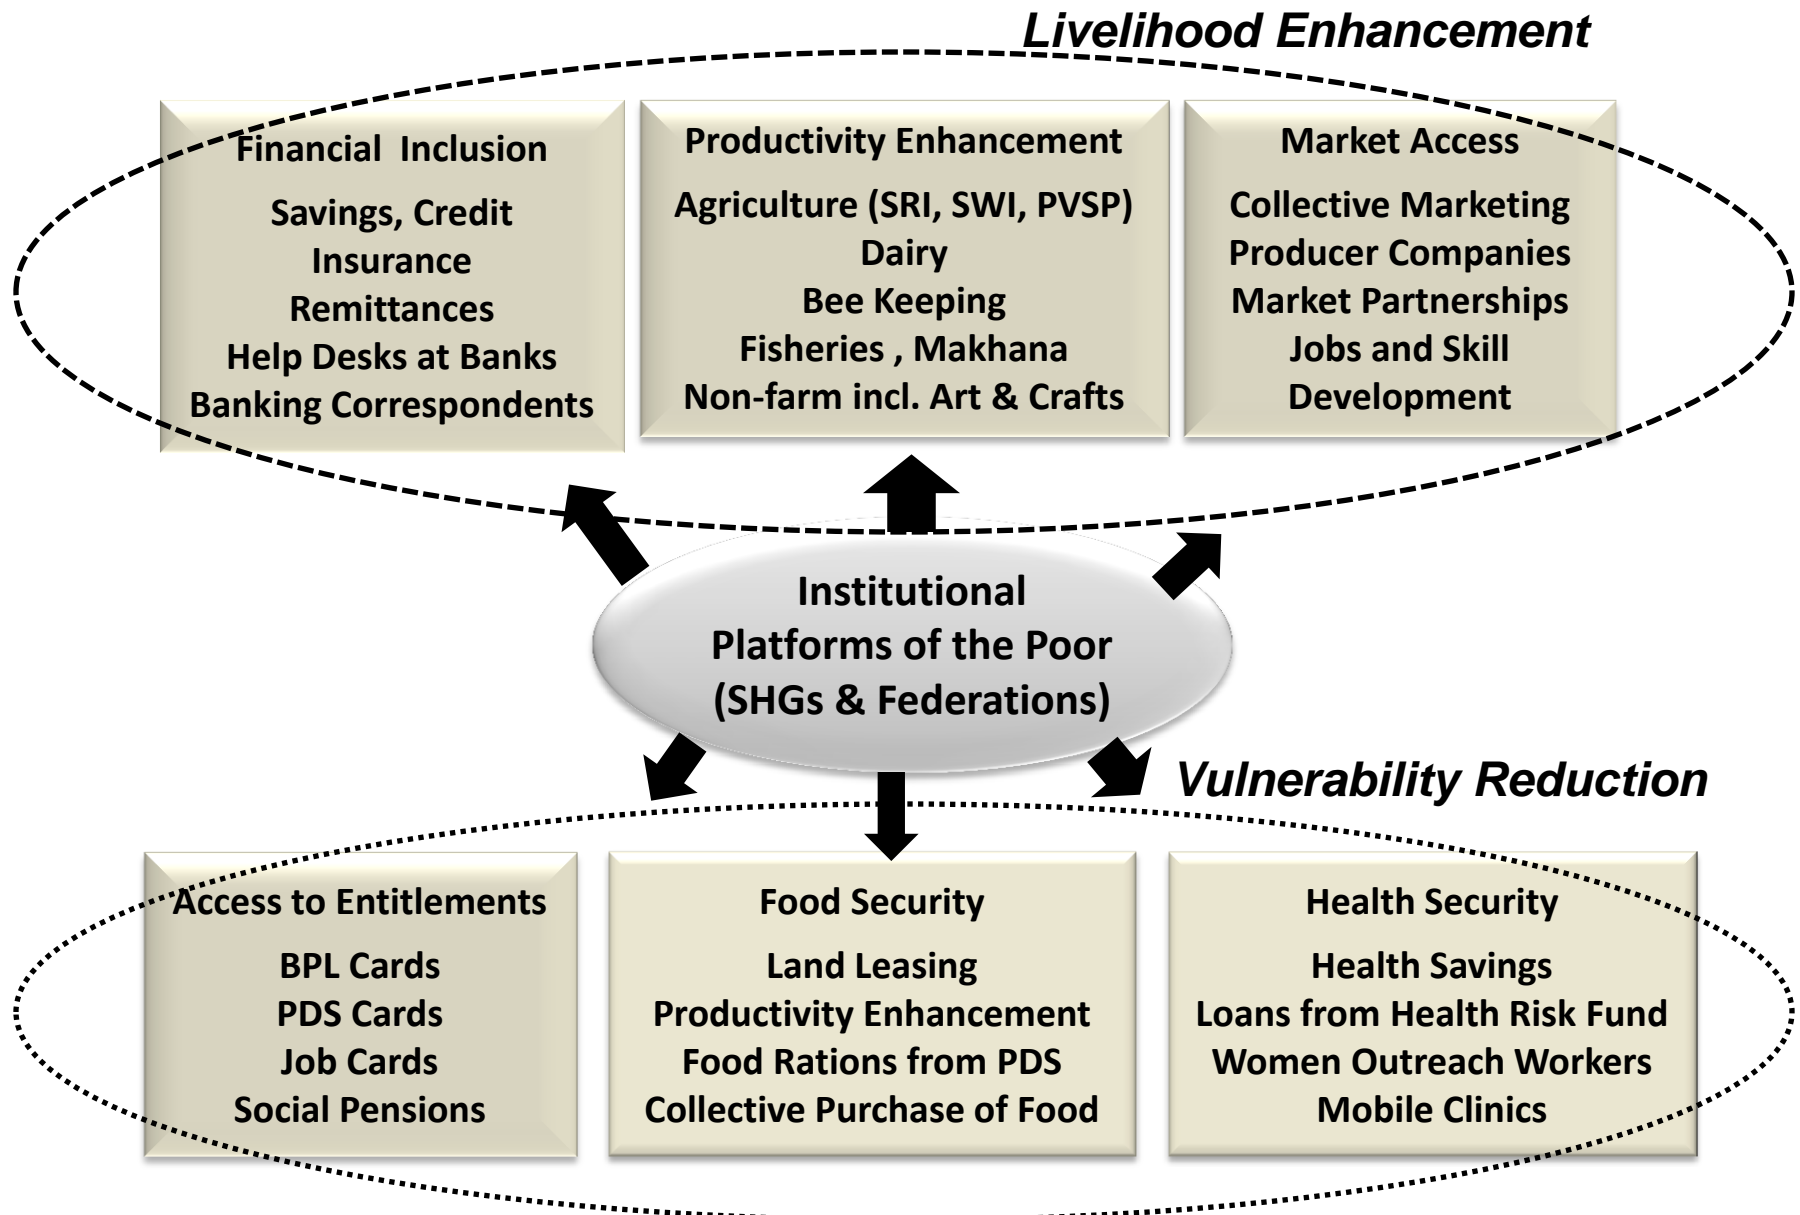 Livelihood Enhancement
Financial Inclusion
Savings, Credit
Insurance
Remittances
Help Desks at Banks
Banking Correspondents
Productivity Enhancement
Agriculture (SRI, SWI, PVSP)
Dairy
Bee Keeping
Fisheries , Makhana
Non-farm incl. Art & Crafts
Market Access
Collective Marketing
Producer Companies
Market Partnerships
Jobs and Skill
Development
Institutional
Platforms of the Poor
(SHGs & Federations)
Vulnerability Reduction
Access to Entitlements
BPL Cards
PDS Cards
Job Cards
Social Pensions
Food Security
Land Leasing
Productivity Enhancement
Food Rations from PDS
Collective Purchase of Food
Health Security
Health Savings
Loans from Health Risk Fund
Women Outreach Workers
Mobile Clinics